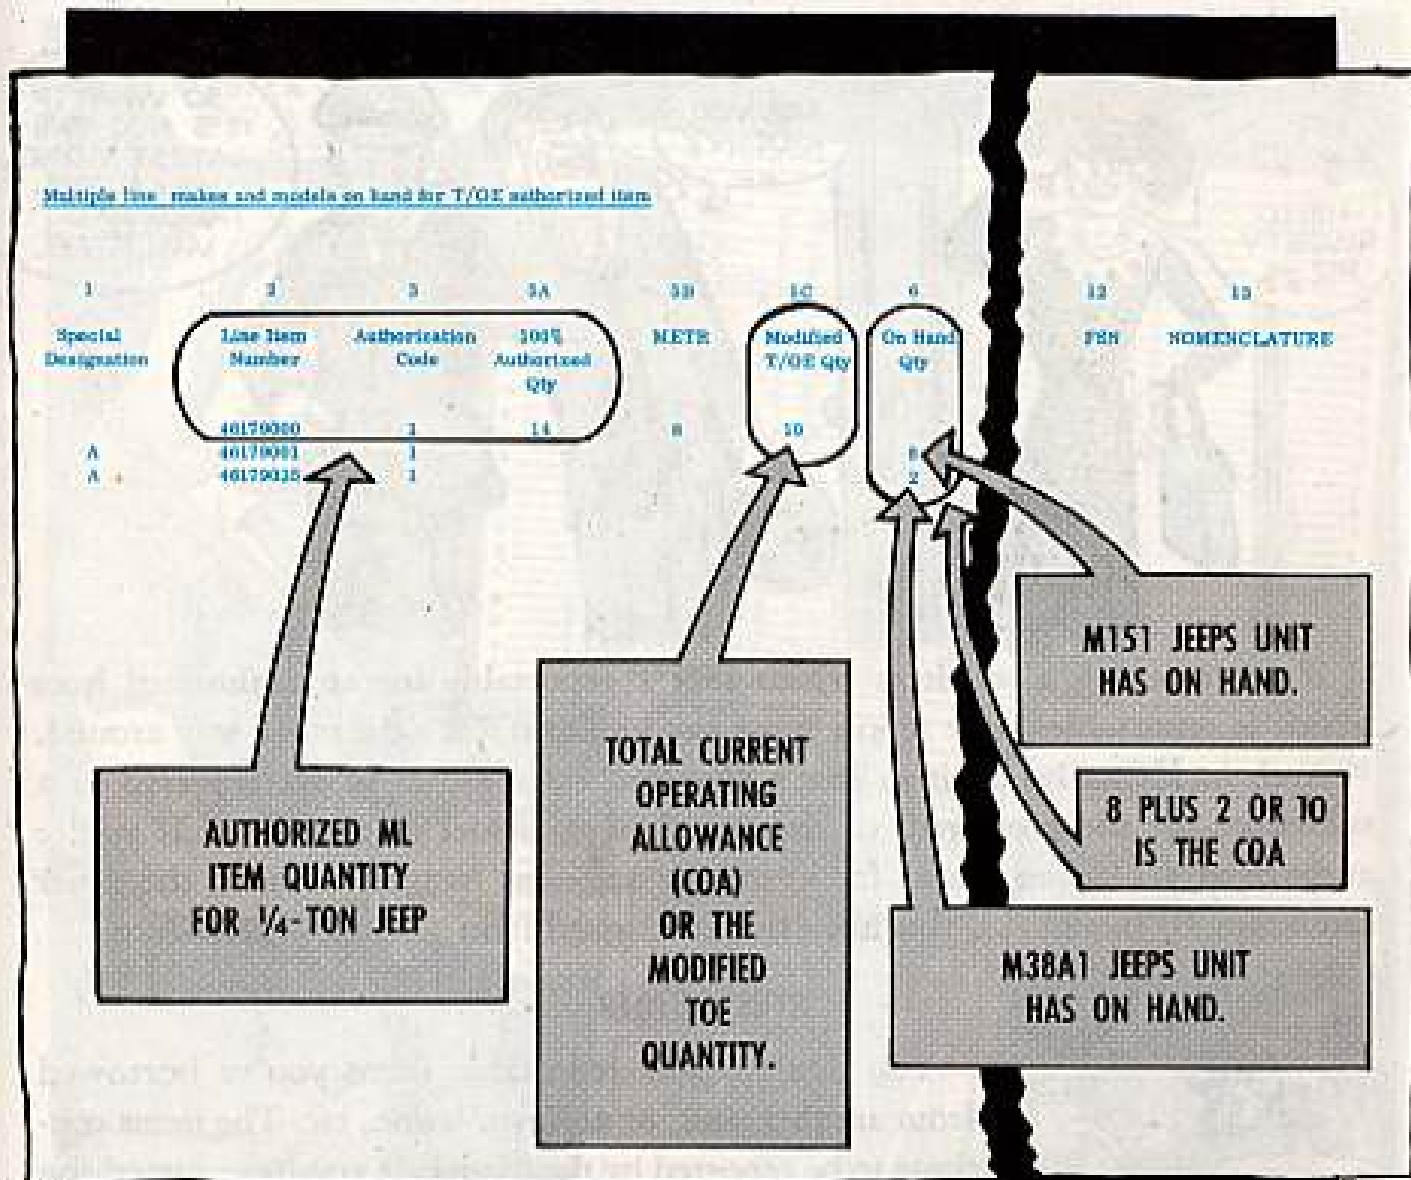 Multiple line makes and models on hand for T/OE authorized item
1 2 3 3A 5B 5C 6 12 13
Special Line Item Authorization 100% METR Modified On Hand FSN NOMENCLATURE
Designation Number Code Authorized T/OE Qty Qty
Qty
46179000 1 14 8 10
A 46179001 1 8
A 46179035 1 2
M151 JEEPS UNIT
HAS ON HAND.
TOTAL CURRENT
OPERATING
ALLOWANCE
(COA)
OR THE
MODIFIED
TOE
QUANTITY.
8 PLUS 2 OR 10
IS THE COA
AUTHORIZED ML
ITEM QUANTITY
FOR 1/4-TON JEEP
M38A1 JEEPS UNIT
HAS ON HAND.